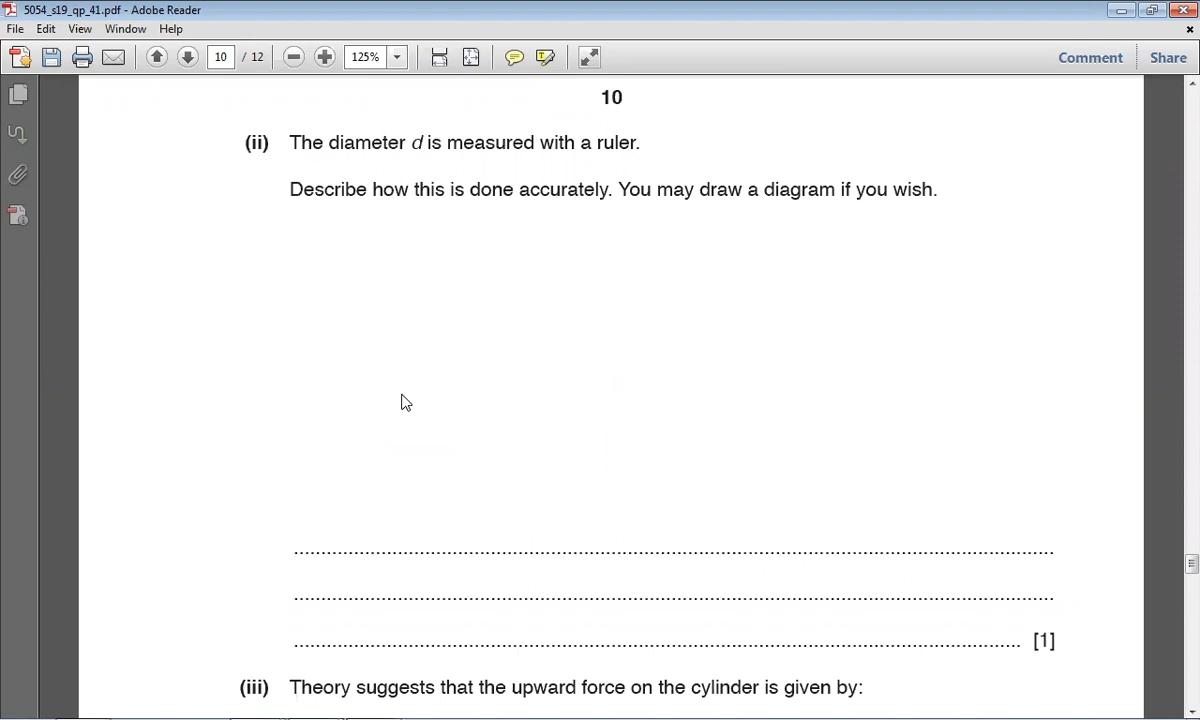 5054_s19_qp_41.pdf - Adobe Reader
File Edit View Window Help
10 / 12 125% Comment Share
10
(ii) The diameter d is measured with a ruler.
Describe how this is done accurately. You may draw a diagram if you wish.
................................................................................
................................................................................
................................................................................ [1]
(iii) Theory suggests that the upward force on the cylinder is given by: